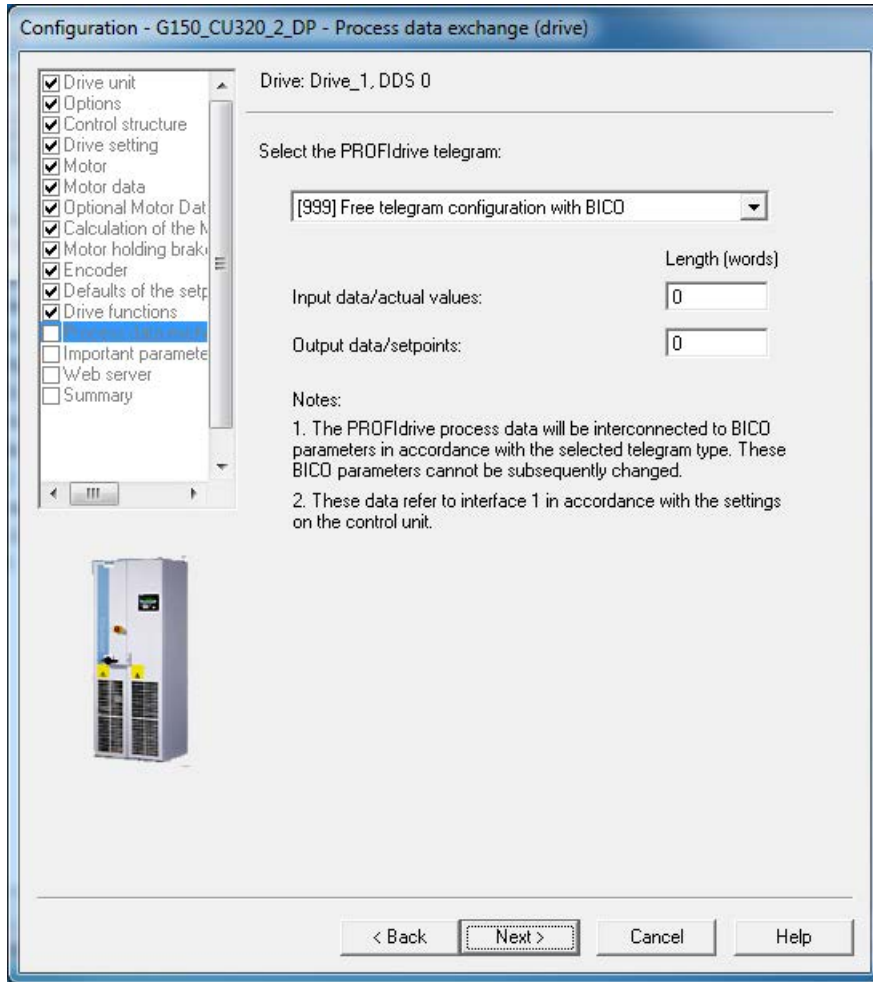 Configuration - G150_CU320_2_DP - Process data exchange (drive)
Drive unit
Options
Control structure
Drive setting
Motor
Motor data
Optional Motor Dat
Calculation of the M
Motor holding brak
Encoder
Defaults of the setp
Drive functions
Important paramete
Web server
Summary
Drive: Drive_1, DDS 0
Select the PROFIdrive telegram:
[999] Free telegram configuration with BICO
Length (words)
Input data/actual values: 0
Output data/setpoints: 0
Notes:
1. The PROFIdrive process data will be interconnected to BICO
parameters in accordance with the selected telegram type. These
BICO parameters cannot be subsequently changed.
2. These data refer to interface 1 in accordance with the settings
on the control unit.
< Back Next > Cancel Help